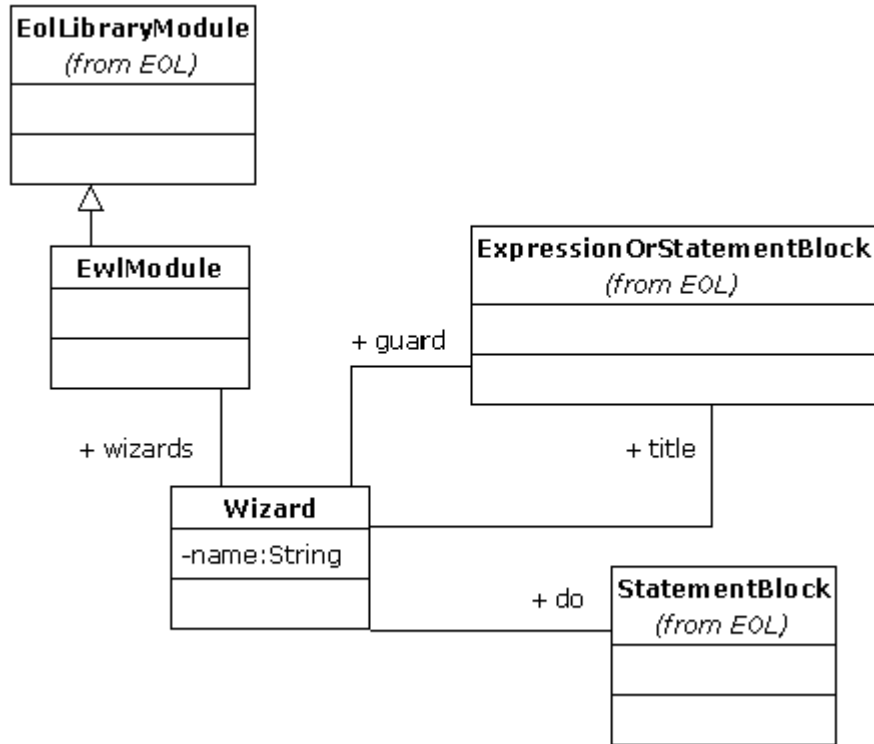 EolLibraryModule
(from EOL)
EwlModule
ExpressionOrStatementBlock
(from EOL)
+ guard
+ wizards
+ title
Wizard
-name:String
+ do
StatementBlock
(from EOL)